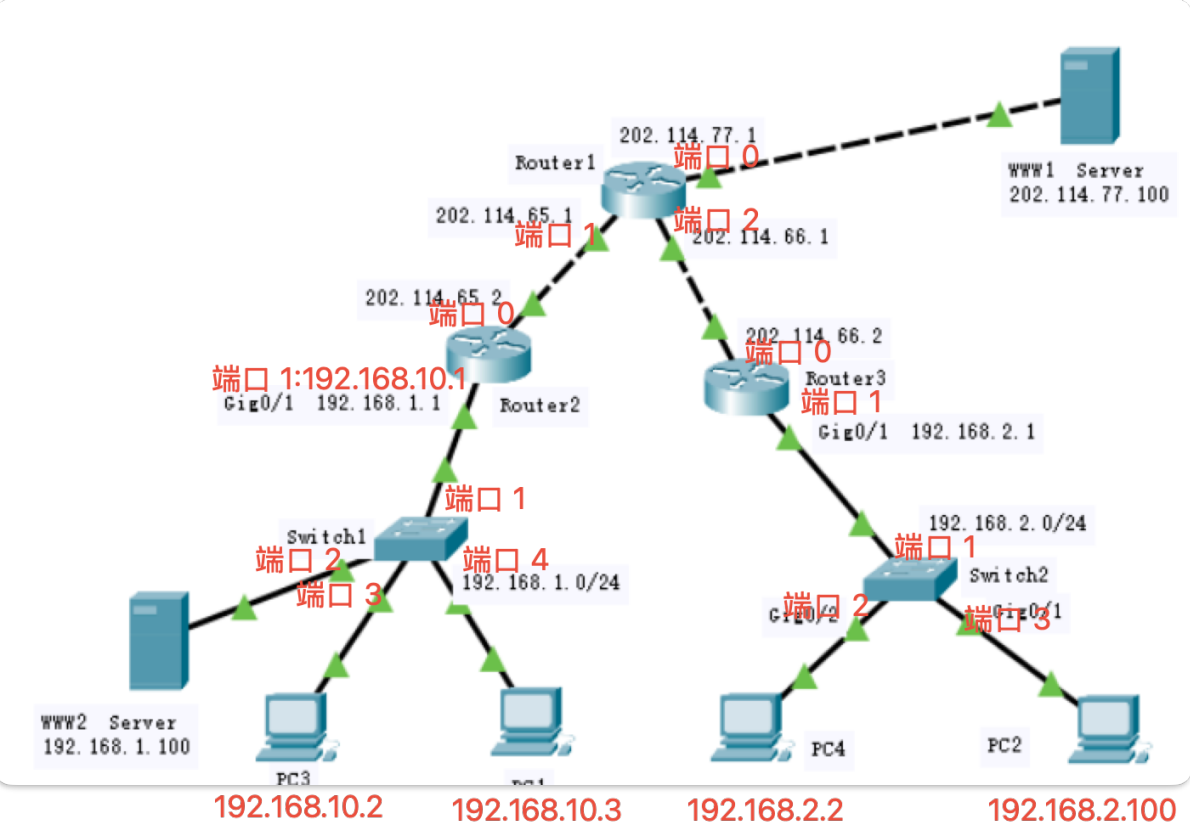 202.114.77.1
端口 0
Router1
WWW1 Server
202.114.77.100
202.114.65.1
端口 1
端口 2
202.114.66.1
202.114.65.2
端口 0
202.114.66.2
端口 0
端口 1:192.168.10.1
Router3
Gig0/1 192.168.1.1
Router2
端口 1
Gig0/1 192.168.2.1
端口 1
192.168.2.0/24
Switch1
端口 1
端口 2
端口 4
Switch2
192.168.1.0/24
端口 3
端口 2
Gig0/2
Gig0/1
端口 3
WWW2 Server
192.168.1.100
PC4
PC2
PC3
PC1
192.168.10.2
192.168.10.3
192.168.2.2
192.168.2.100